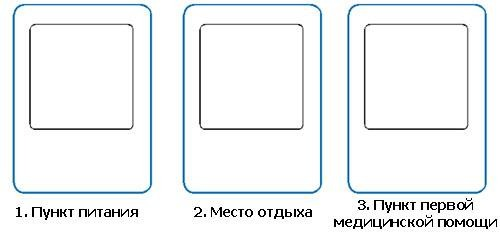 1. Пункт питания
2. Место отдыха
3. Пункт первой
медицинской помощи